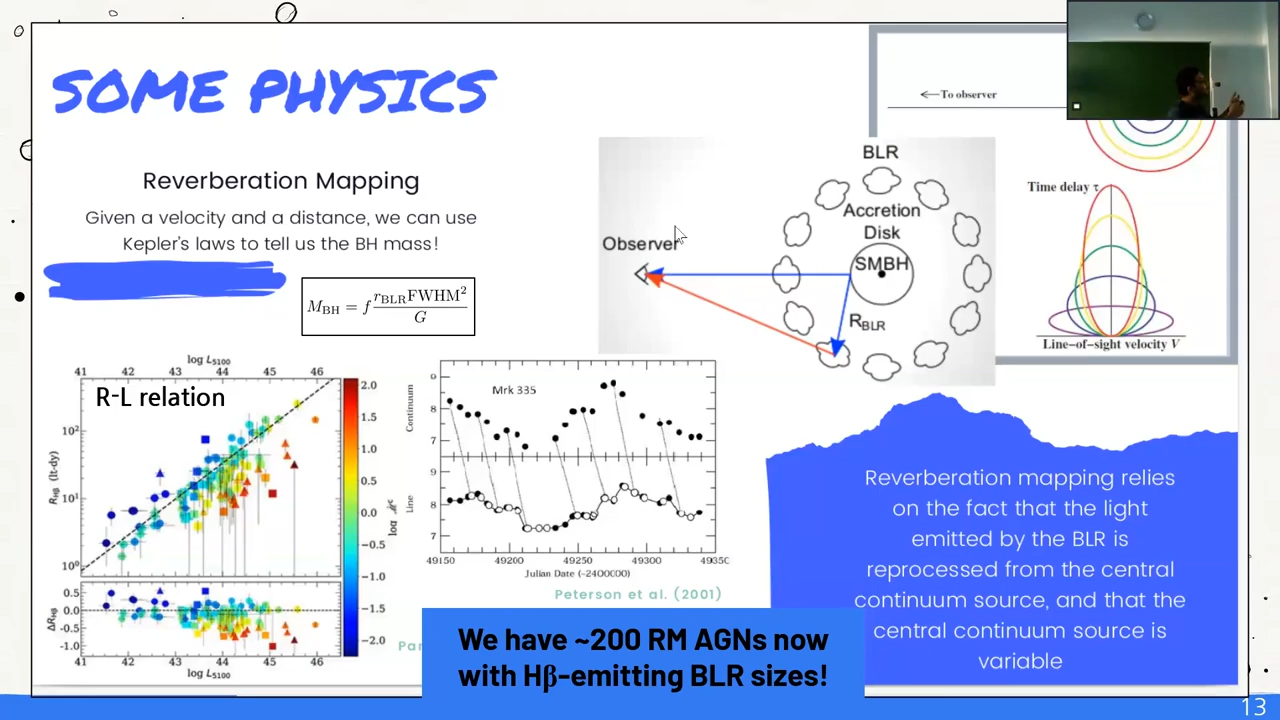 SOME PHYSICS
Reverberation Mapping
Given a velocity and a distance, we can use
Kepler's laws to tell us the BH mass!
M_BH = f r_BLR FWHM² / G
To observer
BLR
Accretion
Disk
SMBH
Observer
R_BLR
Time delay τ
Line-of-sight velocity V
log L₅₁₀₀
41 42 43 44 45 46
R-L relation
R_Hβ (lt-dy)
10²
10¹
10⁰
2.0
1.5
1.0
0.5
0.0
−0.5
−1.0
−1.5
−2.0
ΔR_Hβ
0.5
0.0
-0.5
-1.0
41 42 43 44 45 46
log L₅₁₀₀
Mrk 335
Continuum
9
8
7
Line
9
8
7
49150 49200 49250 49300 4935
Julian Date (−2400000)
Peterson et al. (2001)
We have ~200 RM AGNs now
with Hβ-emitting BLR sizes!
Reverberation mapping relies
on the fact that the light
emitted by the BLR is
reprocessed from the central
continuum source, and that the
central continuum source is
variable
13